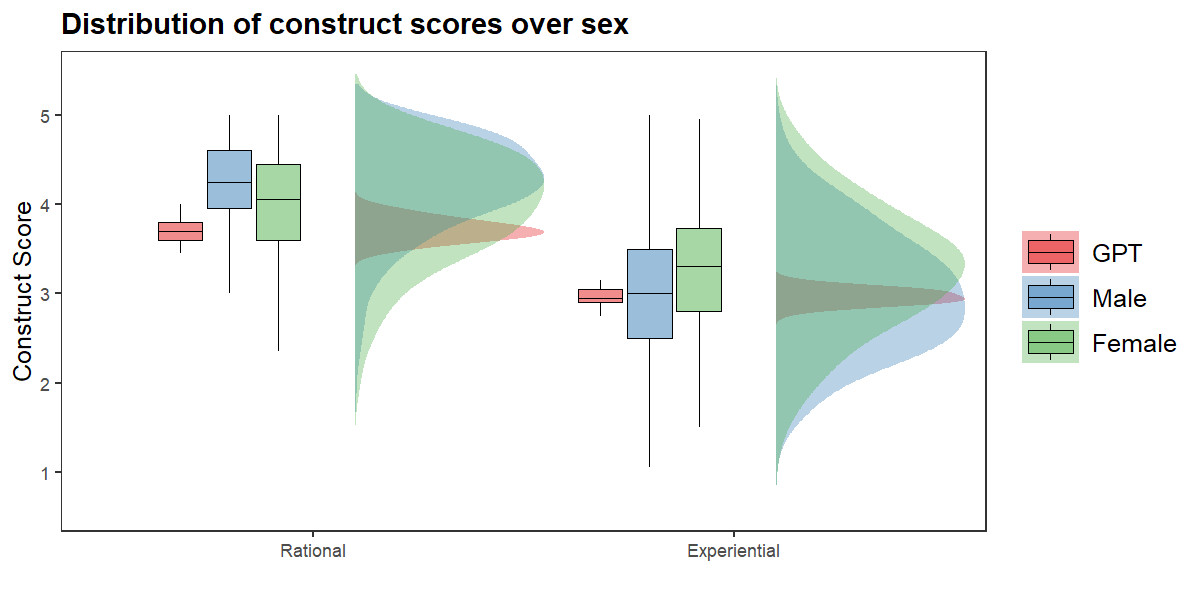 Distribution of construct scores over sex
Construct Score
5
4
3
2
1
Rational
Experiential
GPT
Male
Female